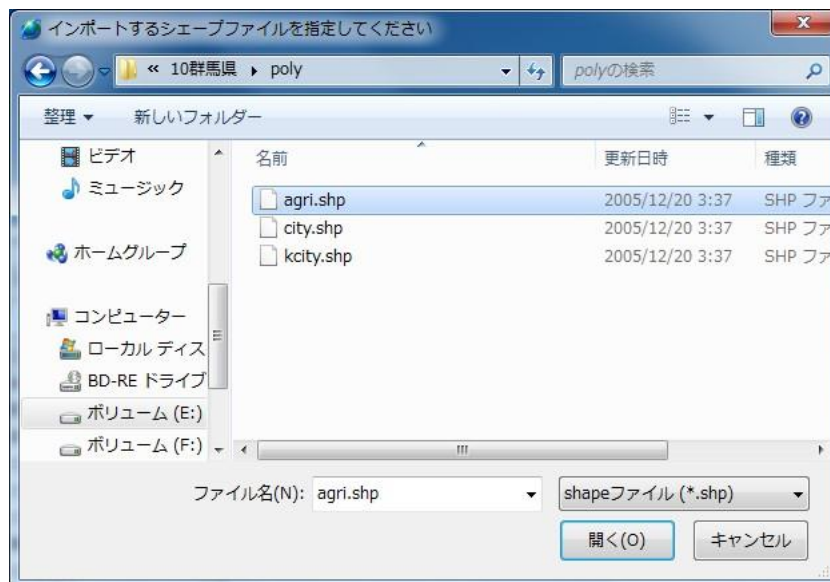 インポートするシェープファイルを指定してください
« 10群馬県 ▸ poly
polyの検索
整理 ▼ 新しいフォルダー
名前 更新日時 種類
ビデオ
ミュージック
ホームグループ
コンピューター
ローカル ディス
BD-RE ドライブ
ボリューム (E:)
ボリューム (F:)
agri.shp 2005/12/20 3:37 SHP ファ
city.shp 2005/12/20 3:37 SHP ファ
kcity.shp 2005/12/20 3:37 SHP ファ
ファイル名(N): agri.shp
shapeファイル (*.shp)
開く(O) キャンセル